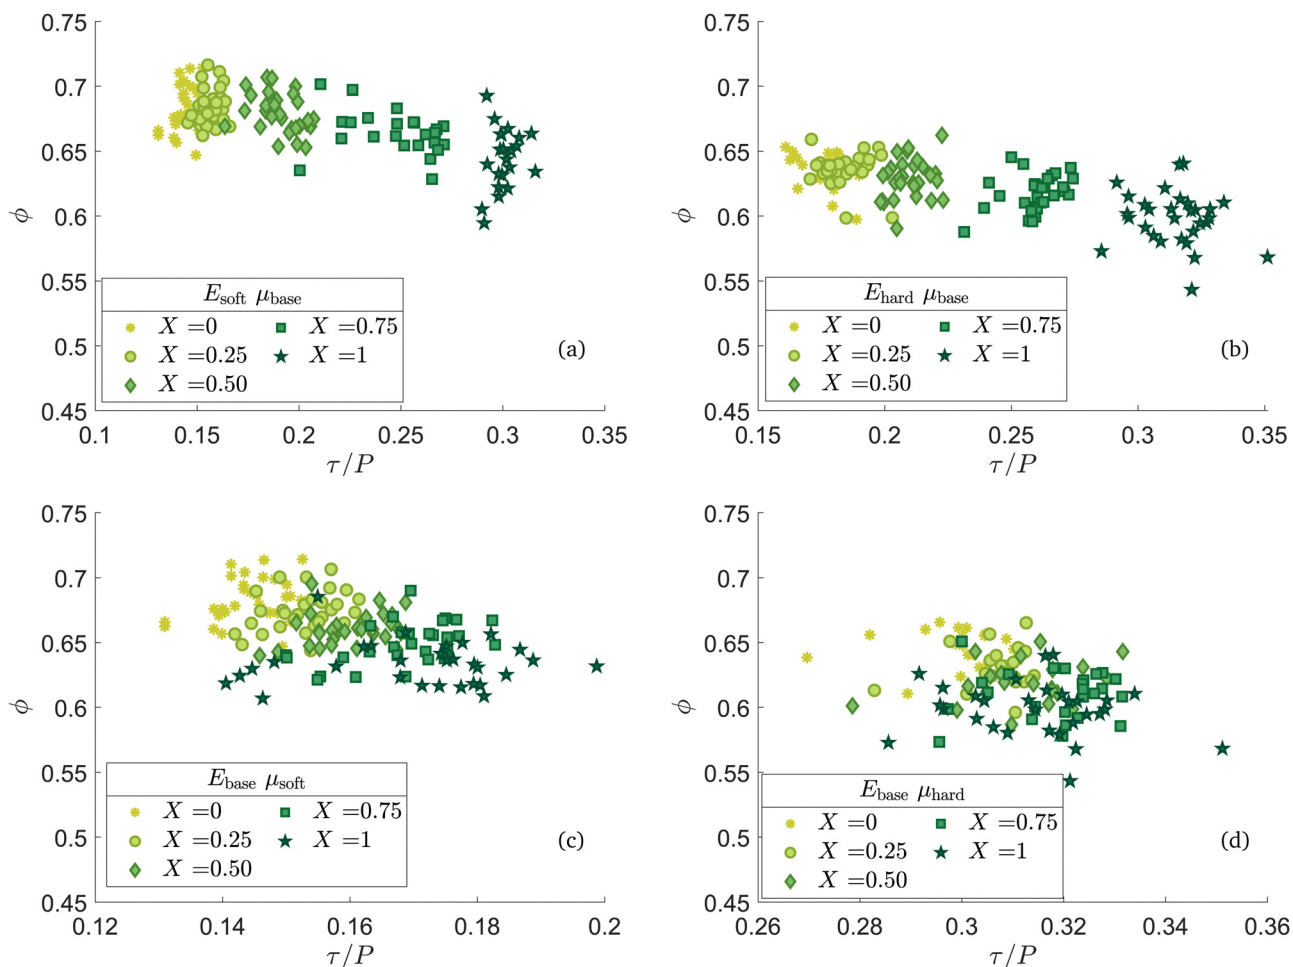 0.75
0.7
0.65
0.6
0.55
0.5
0.45
ϕ
E_soft μ_base
X =0
X =0.75
X =0.25
X =1
X =0.50
(a)
0.1 0.15 0.2 0.25 0.3 0.35
τ/P
0.75
0.7
0.65
0.6
0.55
0.5
0.45
ϕ
E_hard μ_base
X =0
X =0.75
X =0.25
X =1
X =0.50
(b)
0.15 0.2 0.25 0.3 0.35
τ/P
0.75
0.7
0.65
0.6
0.55
0.5
0.45
ϕ
E_base μ_soft
X =0
X =0.75
X =0.25
X =1
X =0.50
(c)
0.12 0.14 0.16 0.18 0.2
τ/P
0.75
0.7
0.65
0.6
0.55
0.5
0.45
ϕ
E_base μ_hard
X =0
X =0.75
X =0.25
X =1
X =0.50
(d)
0.26 0.28 0.3 0.32 0.34 0.36
τ/P